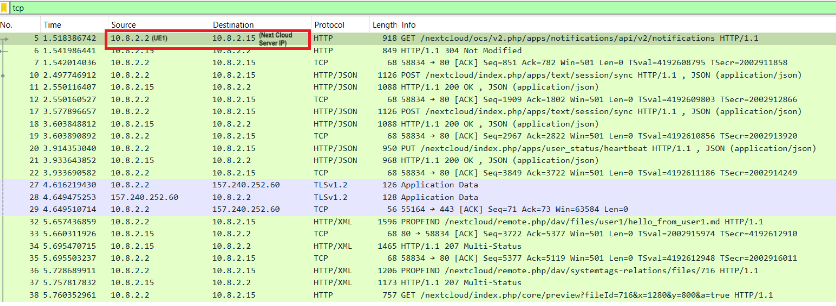 tcp
No. Time Source Destination Protocol Length Info
5 1.518386742 10.8.2.2 (UE1) 10.8.2.15 (Next Cloud Server IP) HTTP 918 GET /nextcloud/ocs/v2.php/apps/notifications/api/v2/notifications HTTP/1.1
6 1.541986441 10.8.2.15 10.8.2.2 HTTP 849 HTTP/1.1 304 Not Modified
7 1.542014036 10.8.2.2 10.8.2.15 TCP 68 58834 → 80 [ACK] Seq=851 Ack=782 Win=501 Len=0 TSval=4192608795 TSecr=2002911858
10 2.497746912 10.8.2.2 10.8.2.15 HTTP/JSON 1126 POST /nextcloud/index.php/apps/text/session/sync HTTP/1.1 , JSON (application/json)
11 2.550116407 10.8.2.15 10.8.2.2 HTTP/JSON 1088 HTTP/1.1 200 OK , JSON (application/json)
12 2.550160527 10.8.2.2 10.8.2.15 TCP 68 58834 → 80 [ACK] Seq=1909 Ack=1802 Win=501 Len=0 TSval=4192609803 TSecr=2002912866
17 3.577896657 10.8.2.2 10.8.2.15 HTTP/JSON 1126 POST /nextcloud/index.php/apps/text/session/sync HTTP/1.1 , JSON (application/json)
18 3.603848812 10.8.2.15 10.8.2.2 HTTP/JSON 1088 HTTP/1.1 200 OK , JSON (application/json)
19 3.603890892 10.8.2.2 10.8.2.15 TCP 68 58834 → 80 [ACK] Seq=2967 Ack=2822 Win=501 Len=0 TSval=4192610856 TSecr=2002913920
20 3.914353040 10.8.2.2 10.8.2.15 HTTP/JSON 950 PUT /nextcloud/index.php/apps/user_status/heartbeat HTTP/1.1 , JSON (application/json)
21 3.933643852 10.8.2.15 10.8.2.2 HTTP/JSON 968 HTTP/1.1 200 OK , JSON (application/json)
22 3.933690582 10.8.2.2 10.8.2.15 TCP 68 58834 → 80 [ACK] Seq=3849 Ack=3722 Win=501 Len=0 TSval=4192611186 TSecr=2002914249
27 4.616219430 10.8.2.2 157.240.252.60 TLSv1.2 126 Application Data
28 4.649475253 157.240.252.60 10.8.2.2 TLSv1.2 128 Application Data
29 4.649510714 10.8.2.2 157.240.252.60 TCP 56 55164 → 443 [ACK] Seq=71 Ack=73 Win=63584 Len=0
32 5.657436859 10.8.2.2 10.8.2.15 HTTP/XML 1596 PROPFIND /nextcloud/remote.php/dav/files/user1/hello_from_user1.md HTTP/1.1
33 5.660311926 10.8.2.15 10.8.2.2 TCP 68 80 → 58834 [ACK] Seq=3722 Ack=5377 Win=501 Len=0 TSval=2002915974 TSecr=4192612910
34 5.695470715 10.8.2.15 10.8.2.2 HTTP/XML 1465 HTTP/1.1 207 Multi-Status
35 5.695503237 10.8.2.2 10.8.2.15 TCP 68 58834 → 80 [ACK] Seq=5377 Ack=5119 Win=501 Len=0 TSval=4192612948 TSecr=2002916011
36 5.728689911 10.8.2.2 10.8.2.15 HTTP/XML 1206 PROPFIND /nextcloud/remote.php/dav/systemtags-relations/files/716 HTTP/1.1
37 5.757817832 10.8.2.15 10.8.2.2 HTTP/XML 1173 HTTP/1.1 207 Multi-Status
38 5.760352961 10.8.2.2 10.8.2.15 HTTP 757 GET /nextcloud/index.php/core/preview?fileId=716&x=1280&y=800&a=true HTTP/1.1